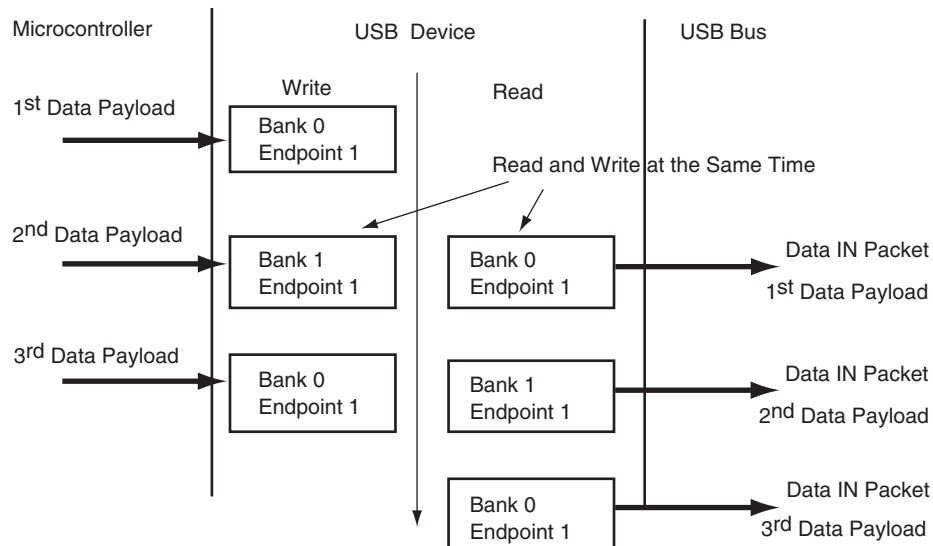 Microcontroller
USB Device
USB Bus
Write
Read
1st Data Payload
Bank 0
Endpoint 1
Read and Write at the Same Time
2nd Data Payload
Bank 1
Endpoint 1
Bank 0
Endpoint 1
Data IN Packet
1st Data Payload
3rd Data Payload
Bank 0
Endpoint 1
Bank 1
Endpoint 1
Data IN Packet
2nd Data Payload
Bank 0
Endpoint 1
Data IN Packet
3rd Data Payload